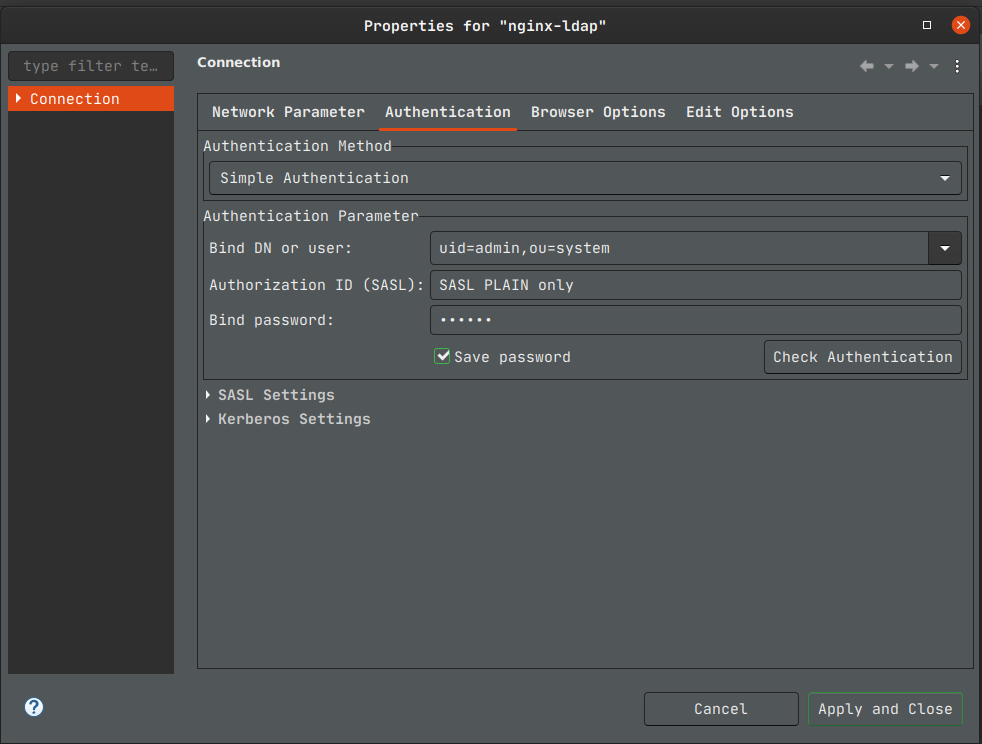 Properties for "nginx-ldap"
type filter te…
Connection
Connection
Network Parameter Authentication Browser Options Edit Options
Authentication Method
Simple Authentication
Authentication Parameter
Bind DN or user: uid=admin,ou=system
Authorization ID (SASL): SASL PLAIN only
Bind password: ••••••
Save password Check Authentication
SASL Settings
Kerberos Settings
? Cancel Apply and Close